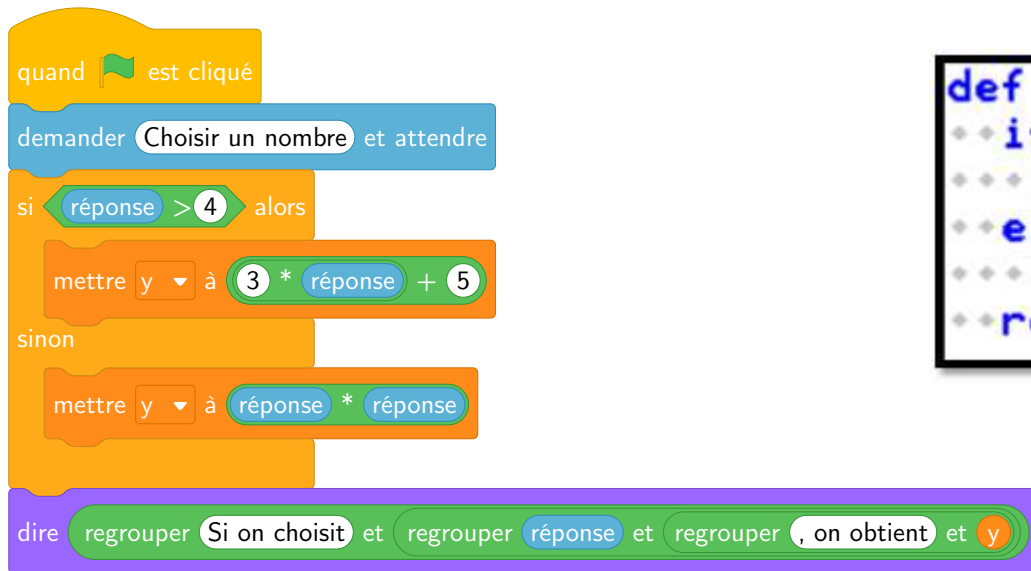 quand est cliqué
demander Choisir un nombre et attendre
si réponse > 4 alors
mettre y à 3 * réponse + 5
sinon
mettre y à réponse * réponse
dire regrouper Si on choisit et regrouper réponse et regrouper , on obtient et y
def